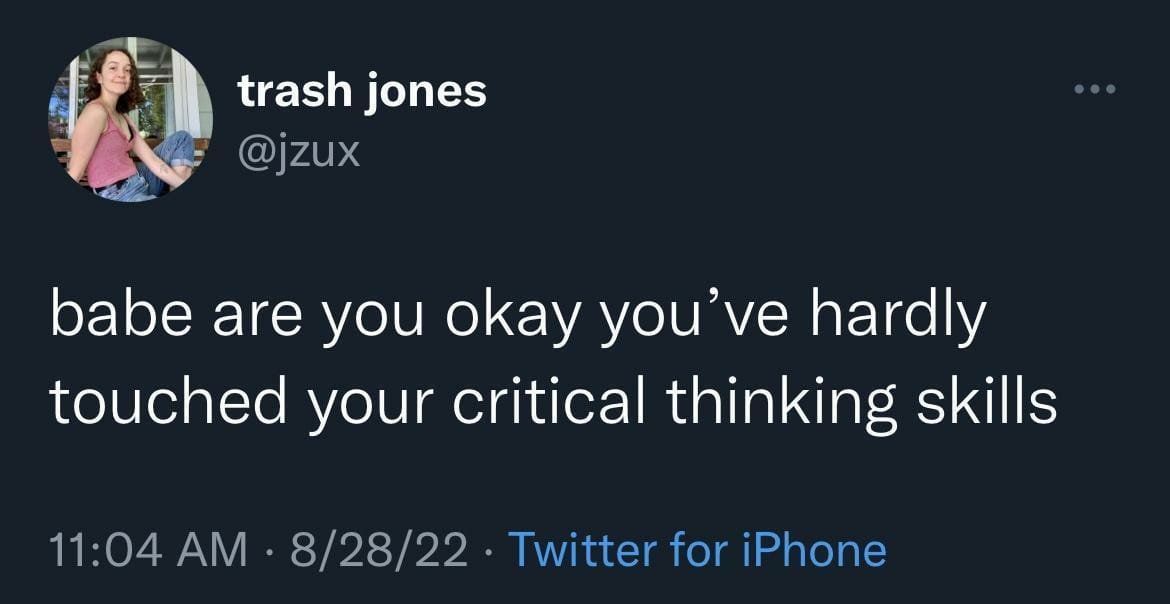 trash jones
@jzux
babe are you okay you’ve hardly
touched your critical thinking skills
11:04 AM · 8/28/22 · Twitter for iPhone